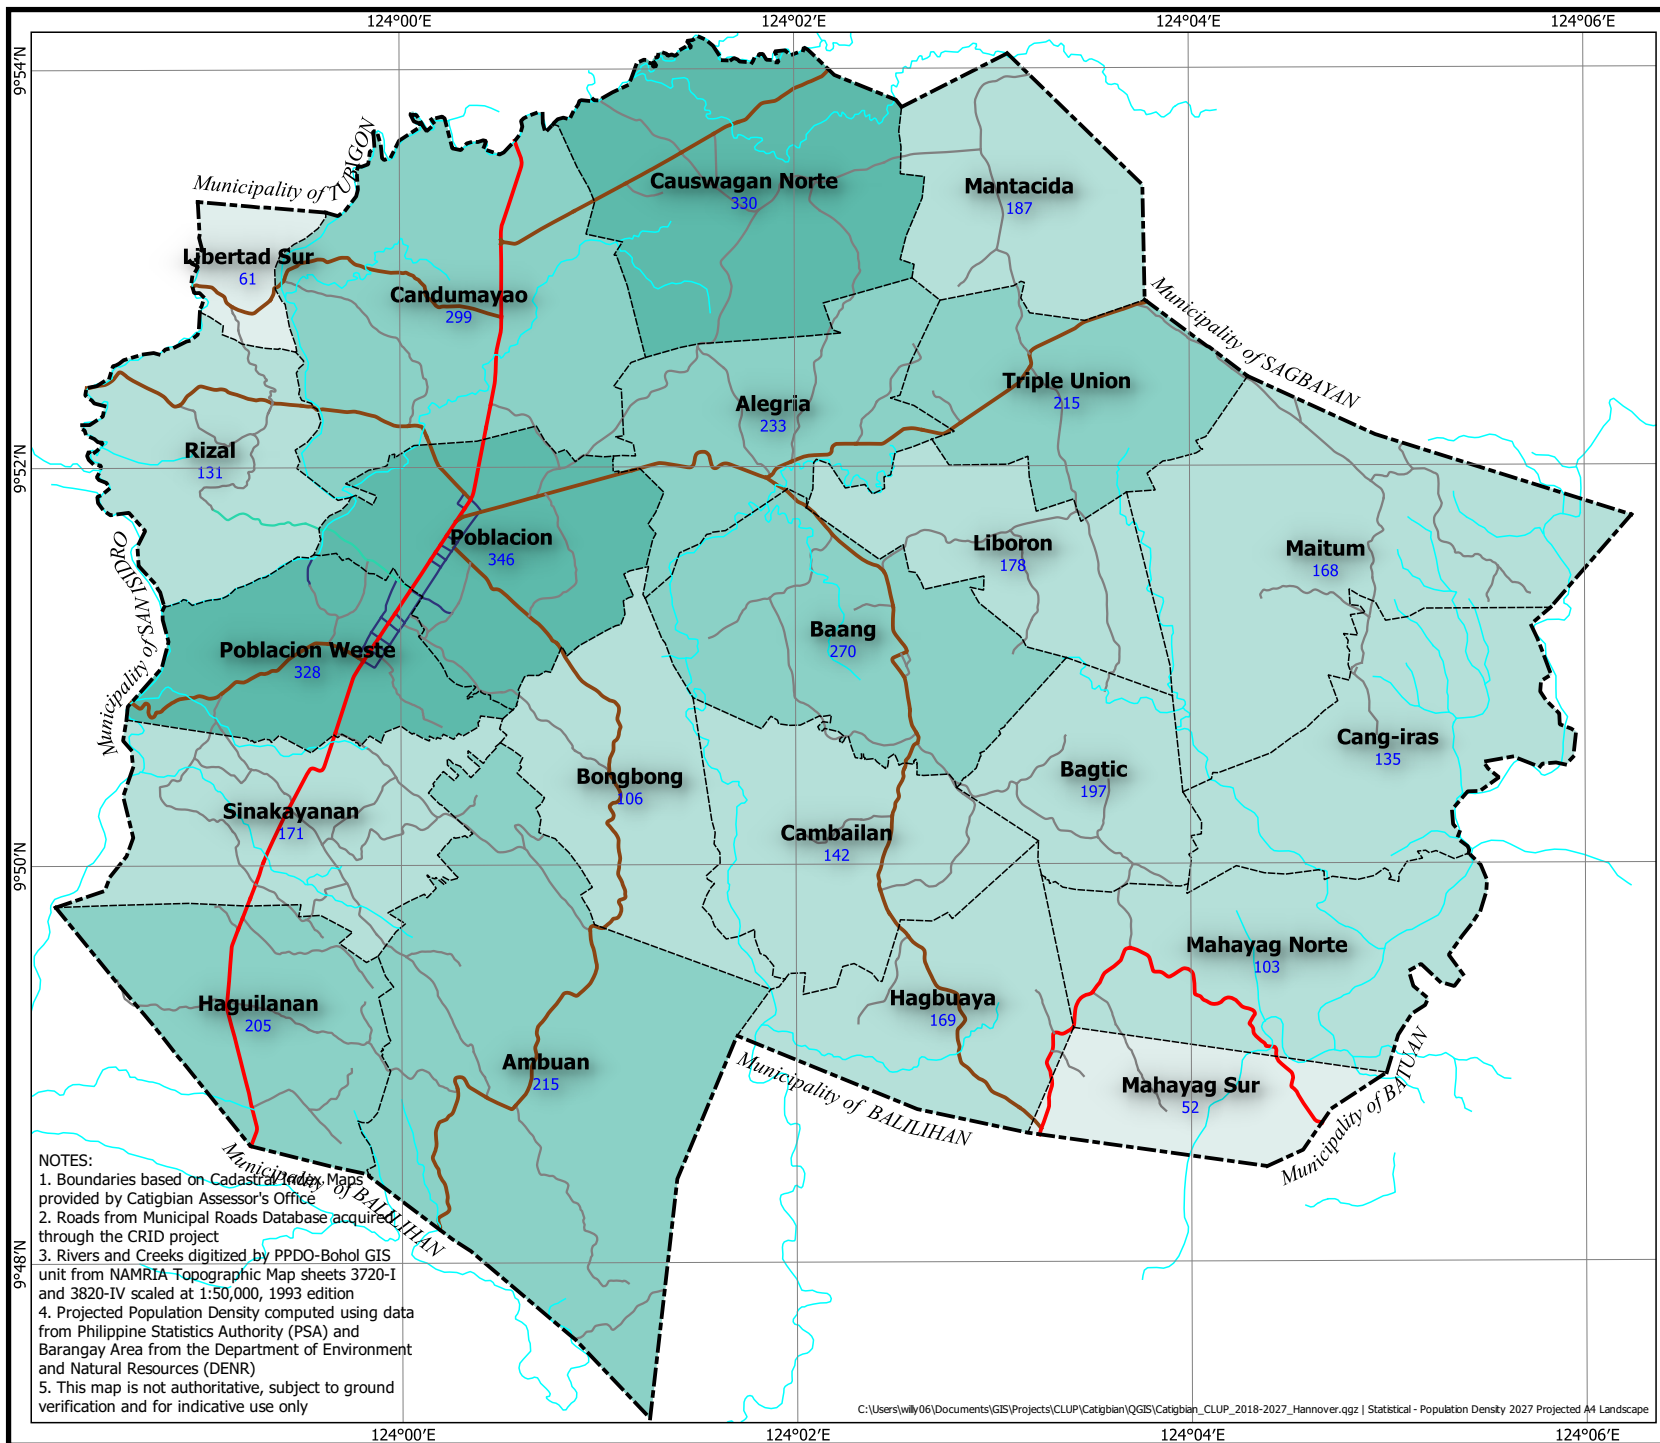 124°00′E
124°02′E
124°04′E
124°06′E
9°54′N
9°52′N
9°50′N
9°48′N
Municipality of TUBIGON
Causwagan Norte
330
Mantacida
187
Libertad Sur
61
Candumayao
299
Municipality of SAGBAYAN
Triple Union
215
Alegria
233
Rizal
131
Poblacion
346
Liboron
178
Maitum
168
Municipality of SAN ISIDRO
Poblacion Weste
328
Baang
270
Cang-iras
135
Bongbong
106
Bagtic
197
Sinakayanan
171
Cambailan
142
Mahayag Norte
103
Haguilanan
205
Hagbuaya
169
Ambuan
215
Mahayag Sur
52
Municipality of BALILIHAN
Municipality of BATUAN
Municipality of BALILIHAN
NOTES:
1. Boundaries based on Cadastral Index Maps
provided by Catigbian Assessor's Office
2. Roads from Municipal Roads Database acquired
through the CRID project
3. Rivers and Creeks digitized by PPDO-Bohol GIS
unit from NAMRIA Topographic Map sheets 3720-I
and 3820-IV scaled at 1:50,000, 1993 edition
4. Projected Population Density computed using data
from Philippine Statistics Authority (PSA) and
Barangay Area from the Department of Environment
and Natural Resources (DENR)
5. This map is not authoritative, subject to ground
verification and for indicative use only
C:\Users\willy06\Documents\GIS\Projects\CLUP\Catigbian\QGIS\Catigbian_CLUP_2018-2027_Hannover.qgz | Statistical - Population Density 2027 Projected A4 Landscape
124°00′E
124°02′E
124°04′E
124°06′E